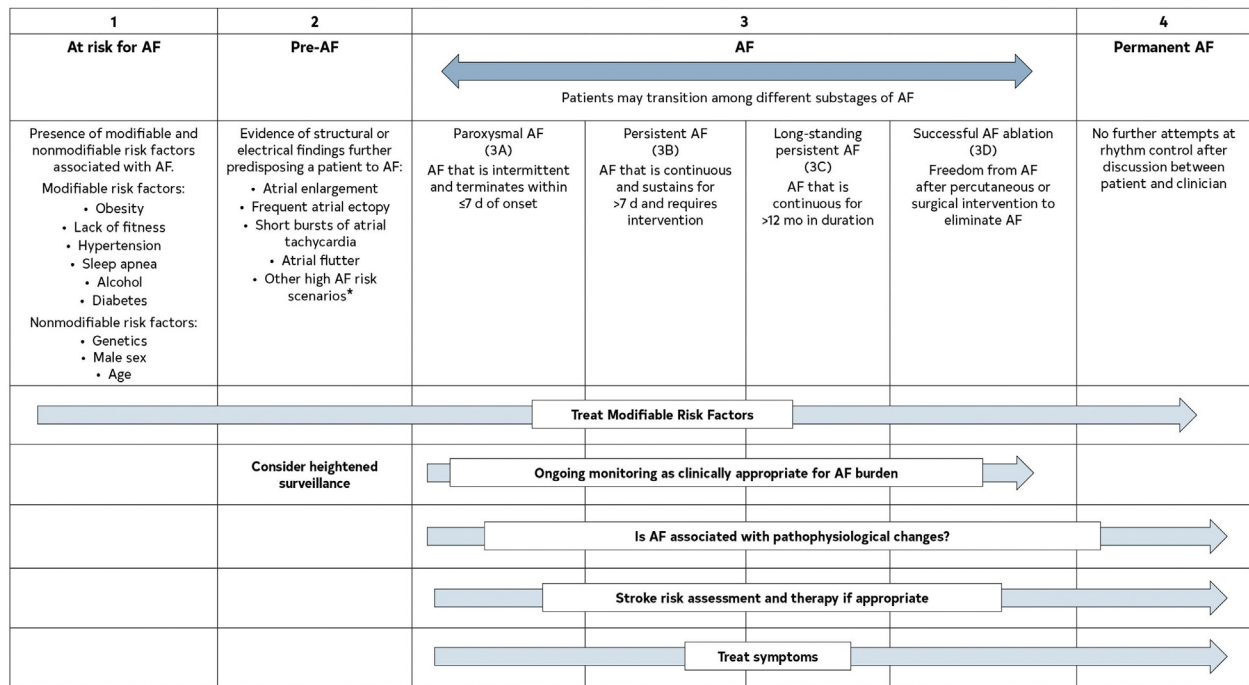 1
2
3
4
At risk for AF
Pre-AF
AF
Permanent AF
Patients may transition among different substages of AF
Presence of modifiable and
nonmodifiable risk factors
associated with AF.
Modifiable risk factors:
• Obesity
• Lack of fitness
• Hypertension
• Sleep apnea
• Alcohol
• Diabetes
Nonmodifiable risk factors:
• Genetics
• Male sex
• Age
Evidence of structural or
electrical findings further
predisposing a patient to AF:
• Atrial enlargement
• Frequent atrial ectopy
• Short bursts of atrial
tachycardia
• Atrial flutter
• Other high AF risk
scenarios*
Paroxysmal AF
(3A)
AF that is intermittent
and terminates within
≤7 d of onset
Persistent AF
(3B)
AF that is continuous
and sustains for
>7 d and requires
intervention
Long-standing
persistent AF
(3C)
AF that is
continuous for
>12 mo in duration
Successful AF ablation
(3D)
Freedom from AF
after percutaneous or
surgical intervention to
eliminate AF
No further attempts at
rhythm control after
discussion between
patient and clinician
Treat Modifiable Risk Factors
Consider heightened
surveillance
Ongoing monitoring as clinically appropriate for AF burden
Is AF associated with pathophysiological changes?
Stroke risk assessment and therapy if appropriate
Treat symptoms